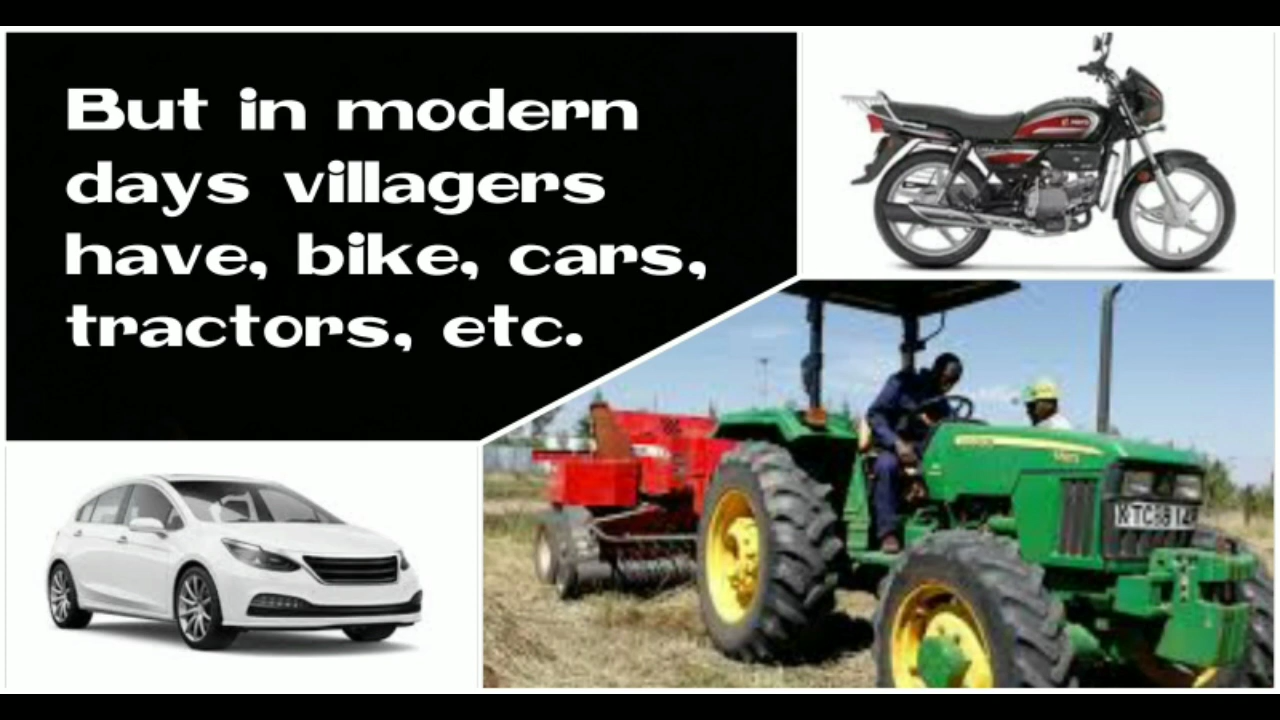 But in modern
days villagers
have, bike, cars,
tractors, etc.